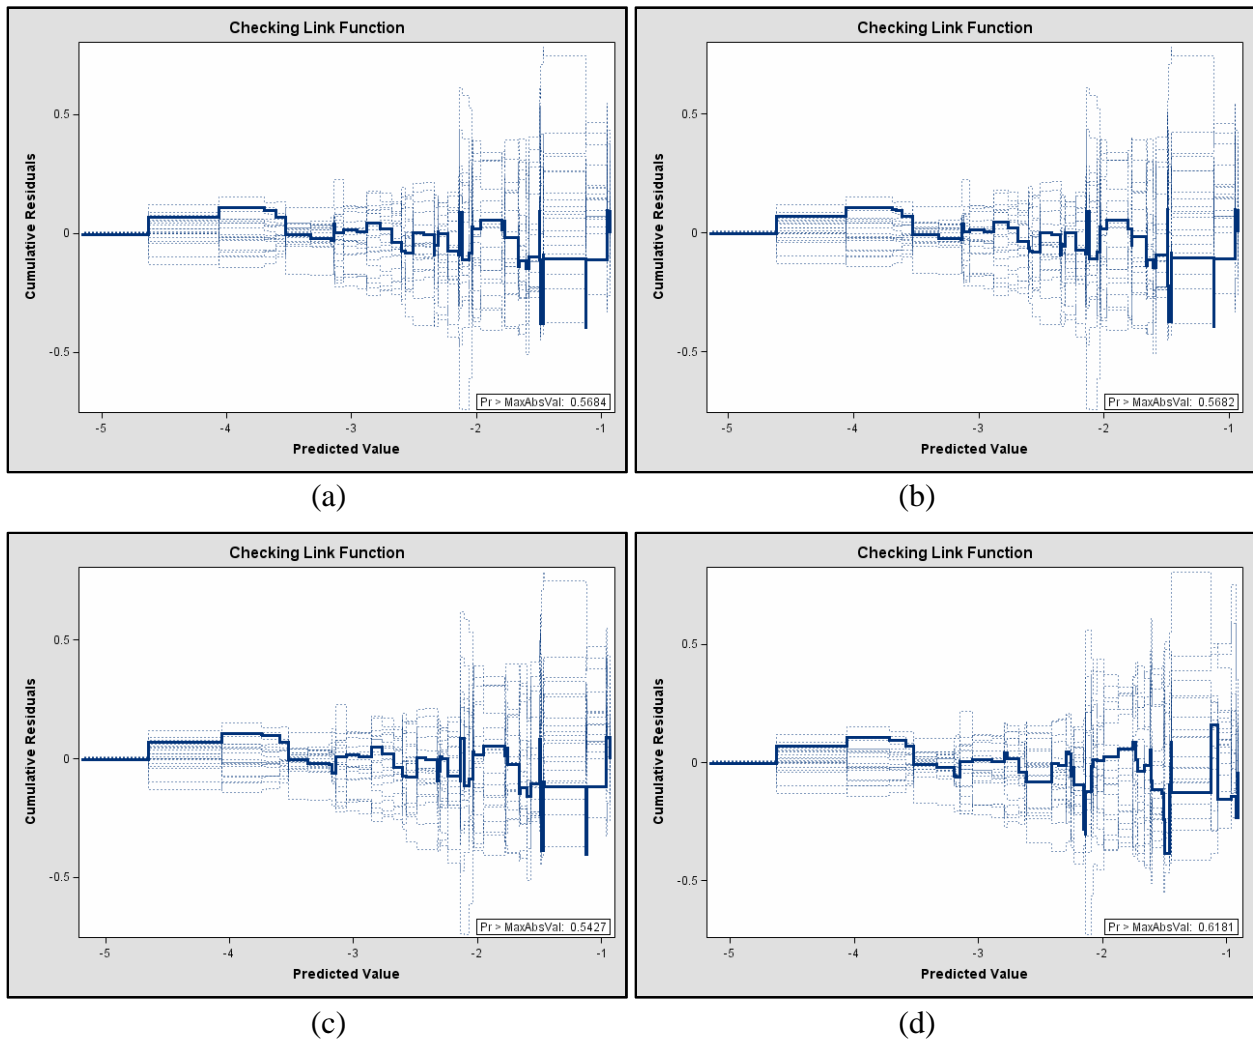 Checking Link Function
Cumulative Residuals
0.5
0
-0.5
Pr > MaxAbsVal: 0.5684
-5 -4 -3 -2 -1
Predicted Value
(a)
Checking Link Function
Cumulative Residuals
0.5
0
-0.5
Pr > MaxAbsVal: 0.5682
-5 -4 -3 -2 -1
Predicted Value
(b)
Checking Link Function
Cumulative Residuals
0.5
0
-0.5
Pr > MaxAbsVal: 0.5427
-5 -4 -3 -2 -1
Predicted Value
(c)
Checking Link Function
Cumulative Residuals
0.5
0
-0.5
Pr > MaxAbsVal: 0.6181
-5 -4 -3 -2 -1
Predicted Value
(d)